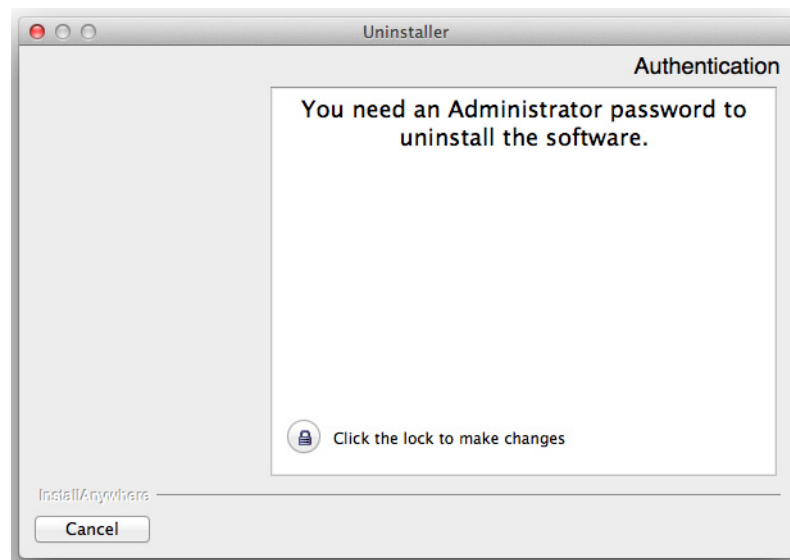 Uninstaller
Authentication
You need an Administrator password to
uninstall the software.
Click the lock to make changes
InstallAnywhere
Cancel